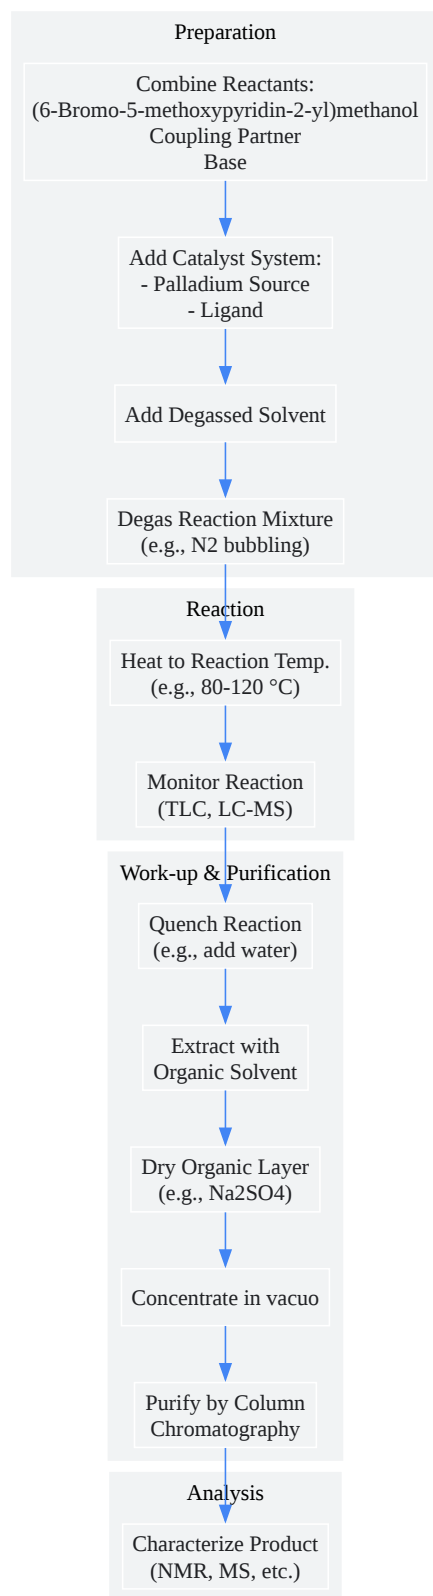 Preparation
Combine Reactants:
(6-Bromo-5-methoxypyridin-2-yl)methanol
Coupling Partner
Base
Add Catalyst System:
- Palladium Source
- Ligand
Add Degassed Solvent
Degas Reaction Mixture
(e.g., N2 bubbling)
Reaction
Heat to Reaction Temp.
(e.g., 80-120 °C)
Monitor Reaction
(TLC, LC-MS)
Work-up & Purification
Quench Reaction
(e.g., add water)
Extract with
Organic Solvent
Dry Organic Layer
(e.g., Na2SO4)
Concentrate in vacuo
Purify by Column
Chromatography
Analysis
Characterize Product
(NMR, MS, etc.)